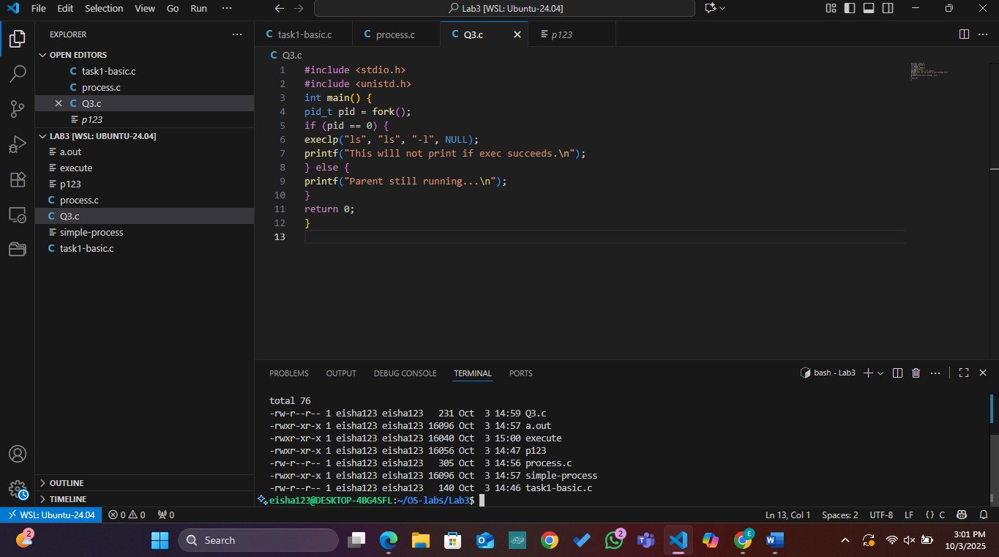 File Edit Selection View Go Run ··· Lab3 [WSL: Ubuntu-24.04]
EXPLORER ···
OPEN EDITORS
C task1-basic.c
C process.c
C Q3.c
p123
LAB3 [WSL: UBUNTU-24.04]
a.out
execute
p123
C process.c
C Q3.c
simple-process
C task1-basic.c
OUTLINE
TIMELINE
C task1-basic.c C process.c C Q3.c p123 ···
C Q3.c
1 #include <stdio.h>
2 #include <unistd.h>
3 int main() {
4 pid_t pid = fork();
5 if (pid == 0) {
6 execlp("ls", "ls", "-l", NULL);
7 printf("This will not print if exec succeeds.\n");
8 } else {
9 printf("Parent still running...\n");
10 }
11 return 0;
12 }
13
PROBLEMS OUTPUT DEBUG CONSOLE TERMINAL PORTS bash - Lab3 ···
total 76
-rw-r--r-- 1 eisha123 eisha123   231 Oct  3 14:59 Q3.c
-rwxr-xr-x 1 eisha123 eisha123 16096 Oct  3 14:57 a.out
-rwxr-xr-x 1 eisha123 eisha123 16040 Oct  3 15:00 execute
-rwxr-xr-x 1 eisha123 eisha123 16056 Oct  3 14:47 p123
-rw-r--r-- 1 eisha123 eisha123   305 Oct  3 14:56 process.c
-rwxr-xr-x 1 eisha123 eisha123 16096 Oct  3 14:57 simple-process
-rw-r--r-- 1 eisha123 eisha123   140 Oct  3 14:46 task1-basic.c
eisha123@DESKTOP-4BG4SFL:~/OS-labs/Lab3$
WSL: Ubuntu-24.04 0 0 0 Ln 13, Col 1 Spaces: 2 UTF-8 LF {} C
2 Search 2 E
3:01 PM
10/3/2025